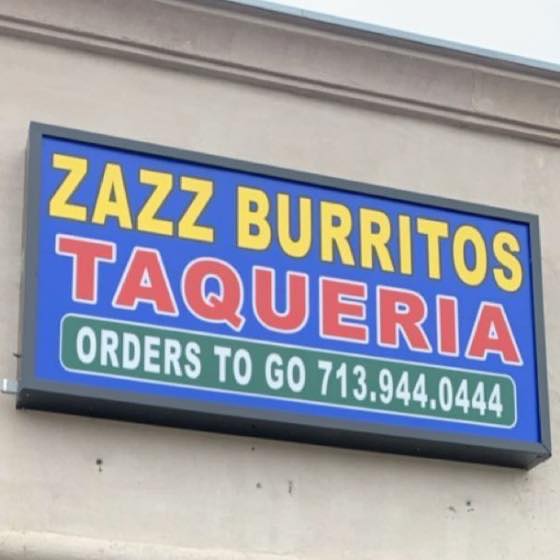 ZAZZ BURRITOS
TAQUERIA
ORDERS TO GO 713.944.0444